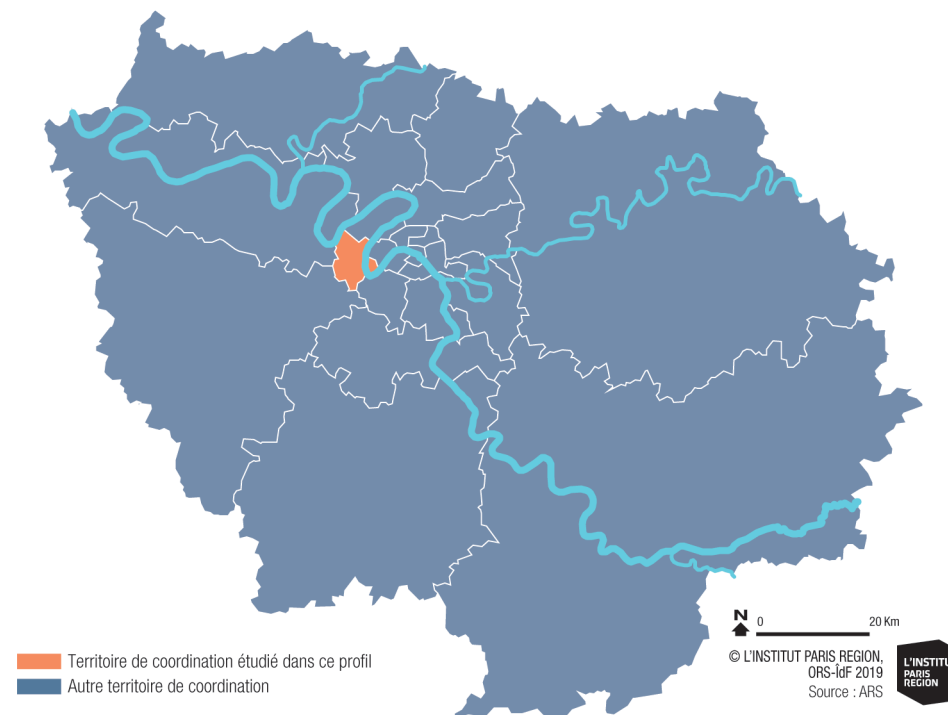 Territoire de coordination étudié dans ce profil
Autre territoire de coordination
N
0 20 Km
© L'INSTITUT PARIS REGION,
ORS-ÎdF 2019
Source : ARS
L'INSTITU
PARIS
REGION